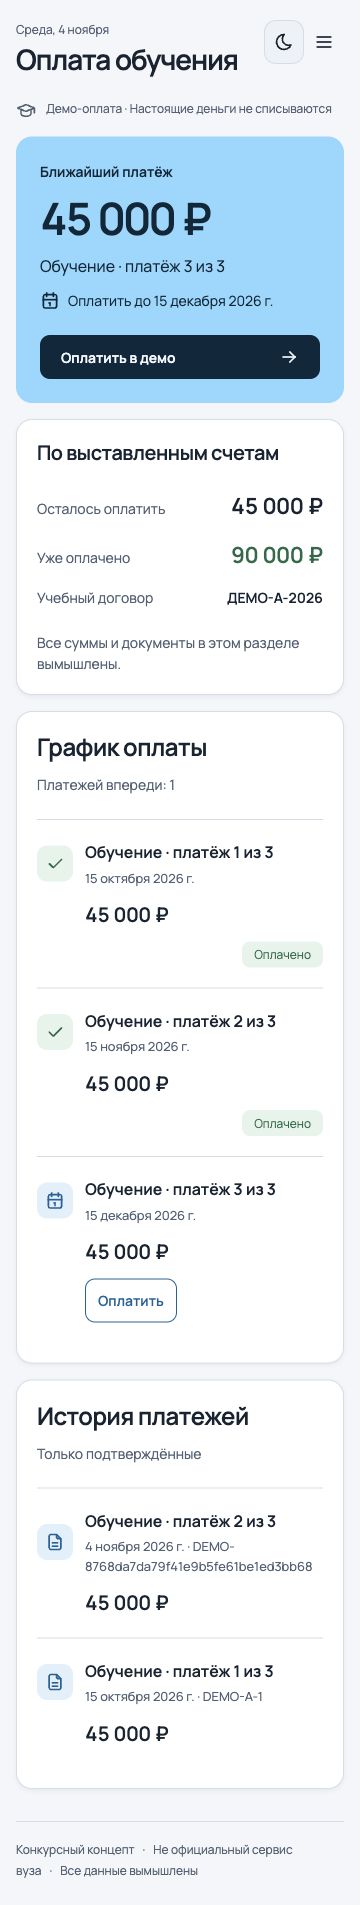 Среда, 4 ноября
Оплата обучения
Демо-оплата · Настоящие деньги не списываются
Ближайший платёж
45 000 ₽
Обучение · платёж 3 из 3
Оплатить до 15 декабря 2026 г.
Оплатить в демо
По выставленным счетам
Осталось оплатить 45 000 ₽
Уже оплачено 90 000 ₽
Учебный договор ДЕМО-А-2026
Все суммы и документы в этом разделе
вымышлены.
График оплаты
Платежей впереди: 1
Обучение · платёж 1 из 3
15 октября 2026 г.
45 000 ₽
Оплачено
Обучение · платёж 2 из 3
15 ноября 2026 г.
45 000 ₽
Оплачено
Обучение · платёж 3 из 3
15 декабря 2026 г.
45 000 ₽
Оплатить
История платежей
Только подтверждённые
Обучение · платёж 2 из 3
4 ноября 2026 г. · DEMO-
8768da7da79f41e9b5fe61be1ed3bb68
45 000 ₽
Обучение · платёж 1 из 3
15 октября 2026 г. · DEMO-A-1
45 000 ₽
Конкурсный концепт · Не официальный сервис
вуза · Все данные вымышлены